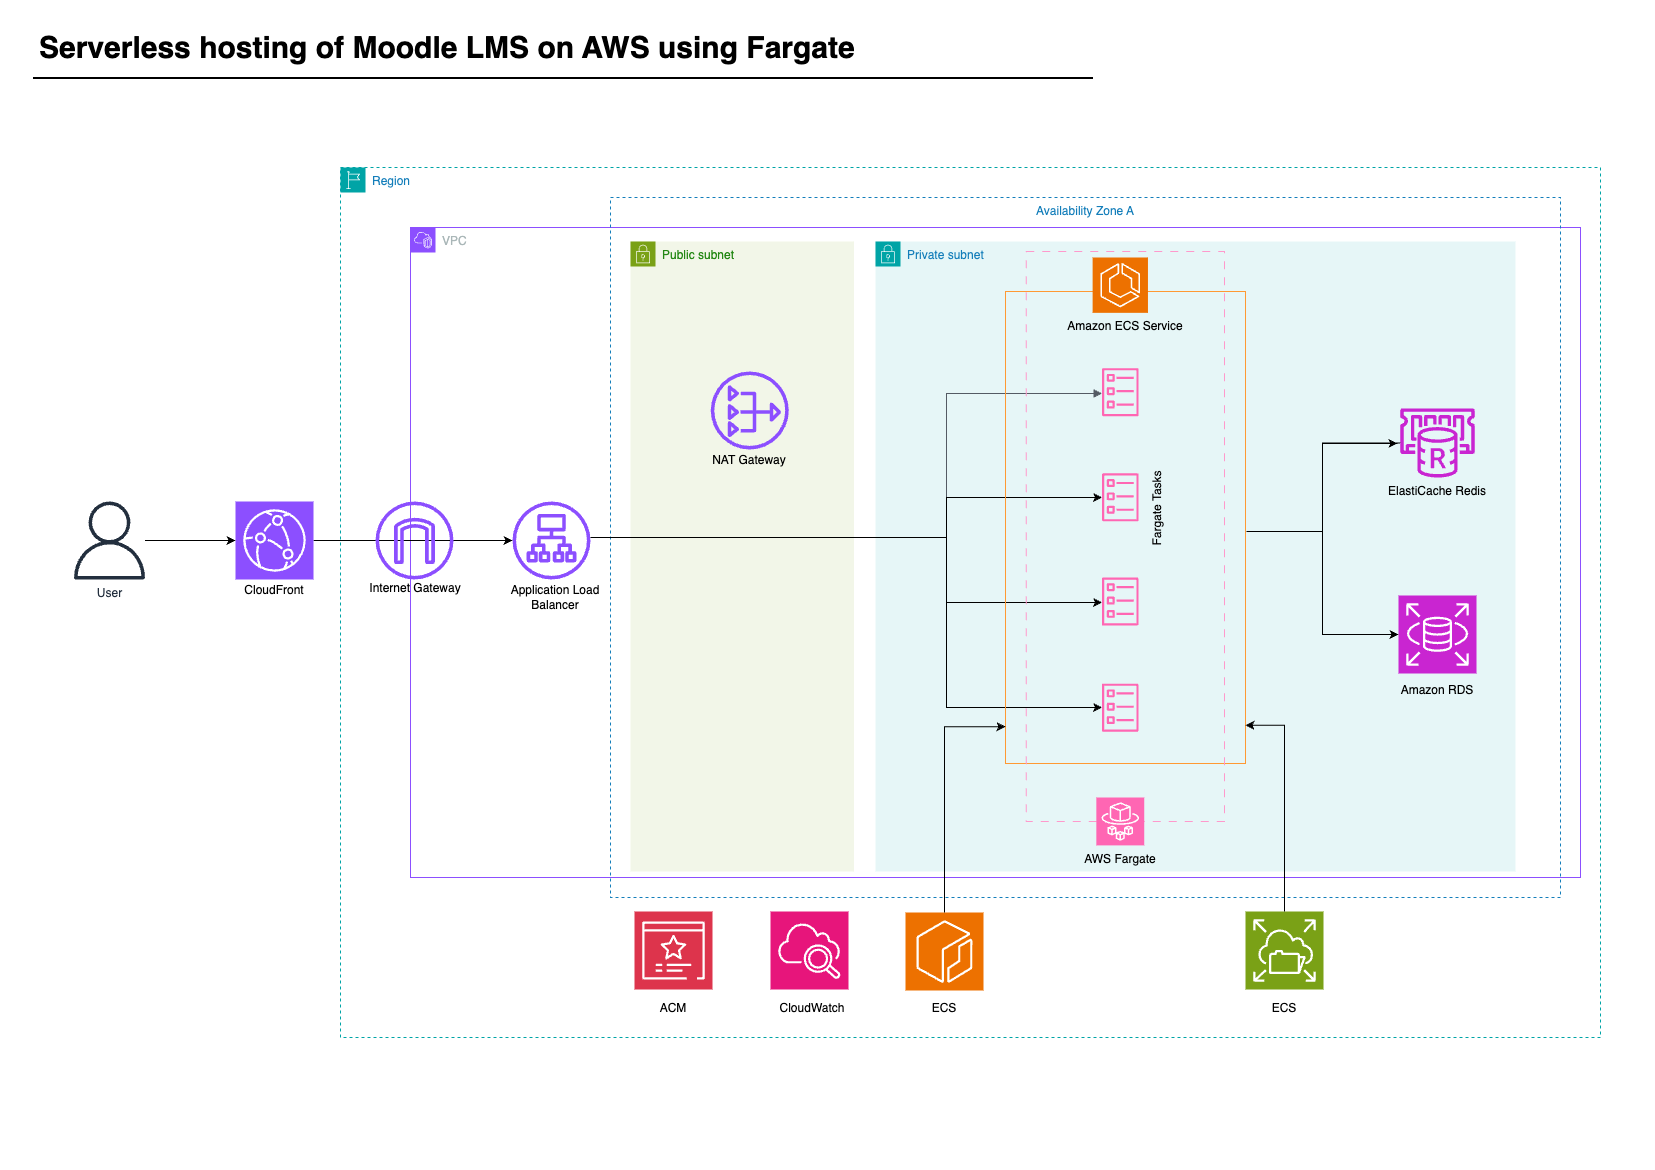 Serverless hosting of Moodle LMS on AWS using Fargate
Region
Availability Zone A
VPC
Public subnet
Private subnet
Amazon ECS Service
NAT Gateway
Fargate Tasks
R
ElastiCache Redis
User
CloudFront
Internet Gateway
Application Load
Balancer
Amazon RDS
AWS Fargate
ACM
CloudWatch
ECS
ECS